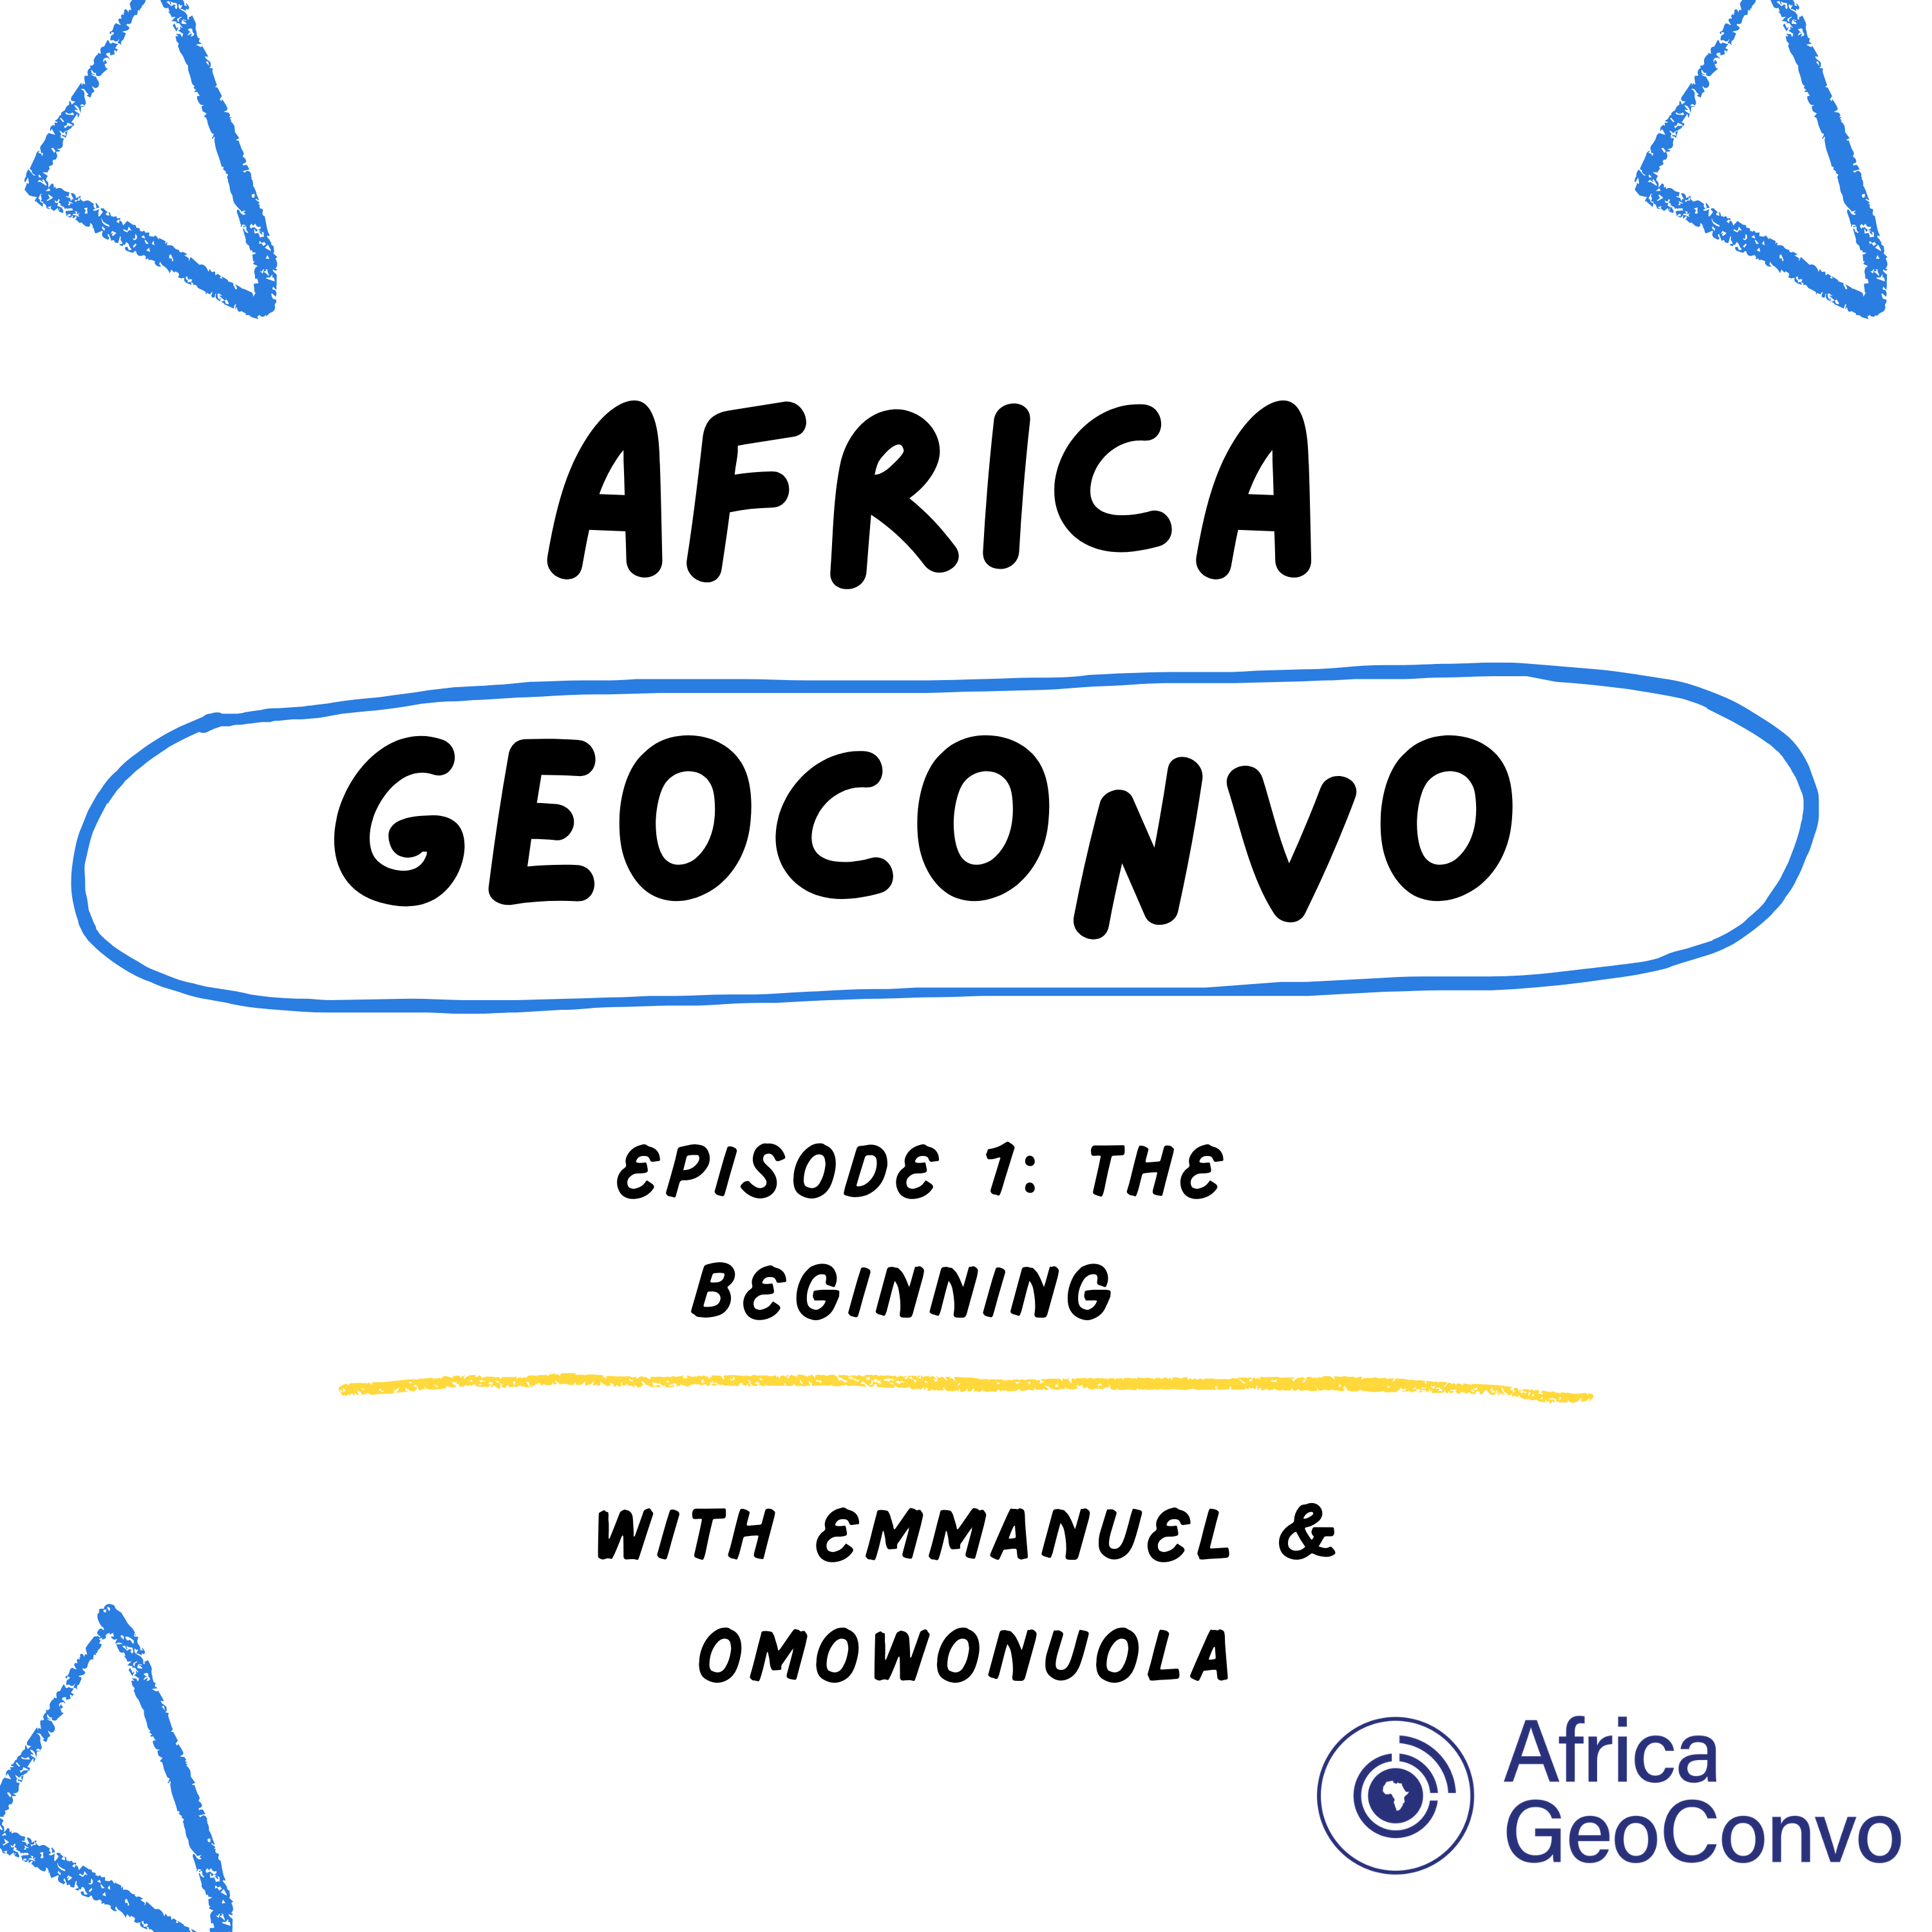 AFRICA
GEOCONVO
EPISODE 1: THE
BEGINNING
WITH EMMANUEL &
OMOWONUOLA
Africa
GeoConvo